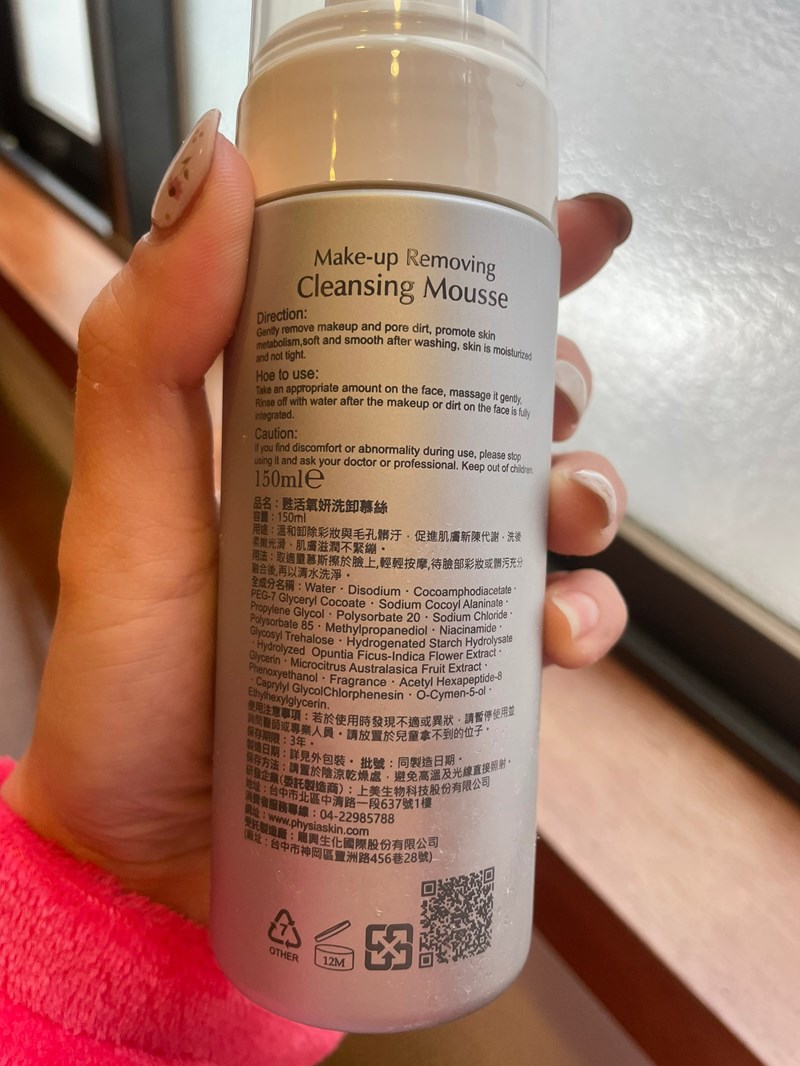 Make-up Removing
Cleansing Mousse
Direction:
Gently remove makeup and pore dirt, promote skin
metabolism,soft and smooth after washing, skin is moisturized
and not tight.
Hoe to use:
Take an appropriate amount on the face, massage it gently.
Rinse off with water after the makeup or dirt on the face is fully
integrated.
Caution:
if you find discomfort or abnormality during use, please stop
using it and ask your doctor or professional. Keep out of children.
150ml℮
品名：甦活氧妍洗卸慕絲
容量：150ml
用途：溫和卸除彩妝與毛孔髒汙，促進肌膚新陳代謝，洗後
柔嫩光滑、肌膚滋潤不緊繃。
用法：取適量慕斯擦於臉上,輕輕按摩,待臉部彩妝或髒污充分
融合後,再以清水洗淨。
全成分名稱：Water · Disodium · Cocoamphodiacetate ·
PEG-7 Glyceryl Cocoate · Sodium Cocoyl Alaninate ·
Propylene Glycol · Polysorbate 20 · Sodium Chloride ·
Polysorbate 85 · Methylpropanediol · Niacinamide ·
Glycosyl Trehalose · Hydrogenated Starch Hydrolysate
· Hydrolyzed Opuntia Ficus-Indica Flower Extract ·
Glycerin · Microcitrus Australasica Fruit Extract ·
Phenoxyethanol · Fragrance · Acetyl Hexapeptide-8
· Caprylyl GlycolChlorphenesin · O-Cymen-5-ol ·
Ethylhexylglycerin.
使用注意事項：若於使用時發現不適或異狀，請暫停使用並
詢問醫師或專業人員。請放置於兒童拿不到的位子。
保存期限：3年。
製造日期：詳見外包裝。批號：同製造日期。
保存方法：請置於陰涼乾燥處，避免高溫及光線直接照射。
研發企業(委託製造商)：上美生物科技股份有限公司
地址：台中市北區中清路一段637號1樓
消費者服務專線：04-22985788
網址：www.physiaskin.com
委託製造廠：順興生化國際股份有限公司
(廠址：台中市神岡區豐洲路456巷28號)
7
OTHER
12M